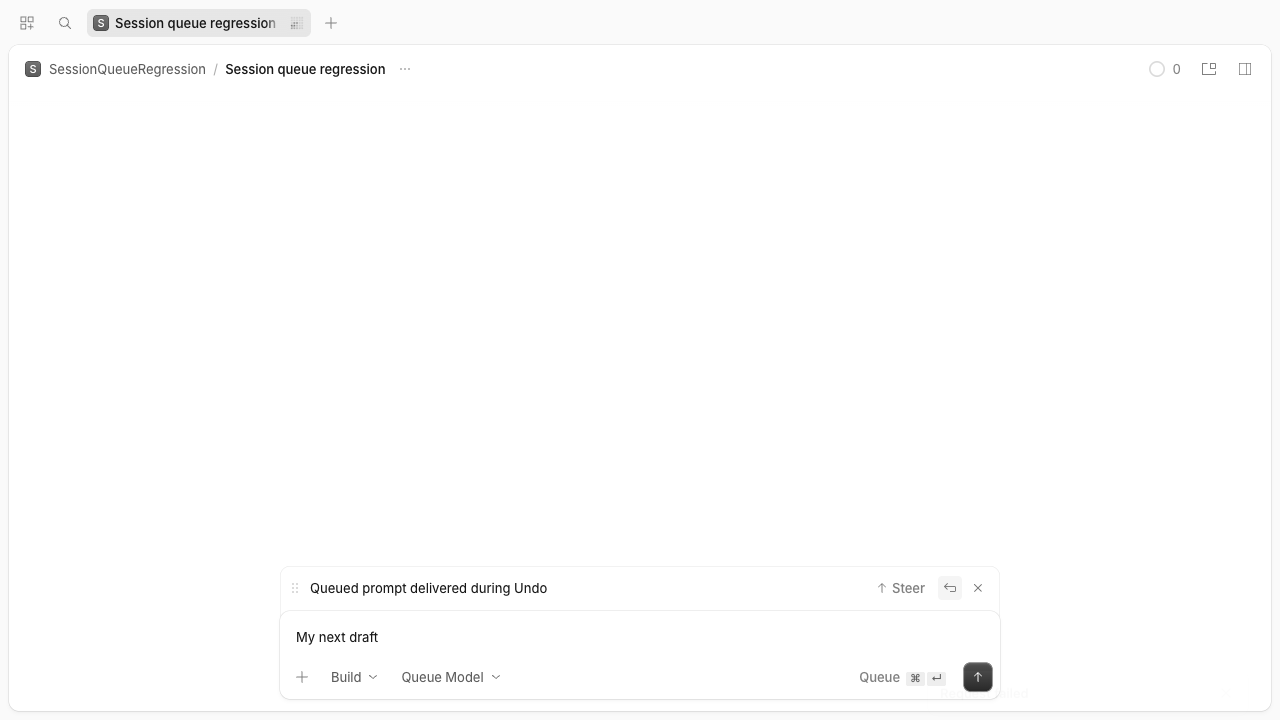 S Session queue regression
S SessionQueueRegression / Session queue regression ···
0
Queued prompt delivered during Undo
Steer
My next draft
Build
Queue Model
Queue ⌘ ↵